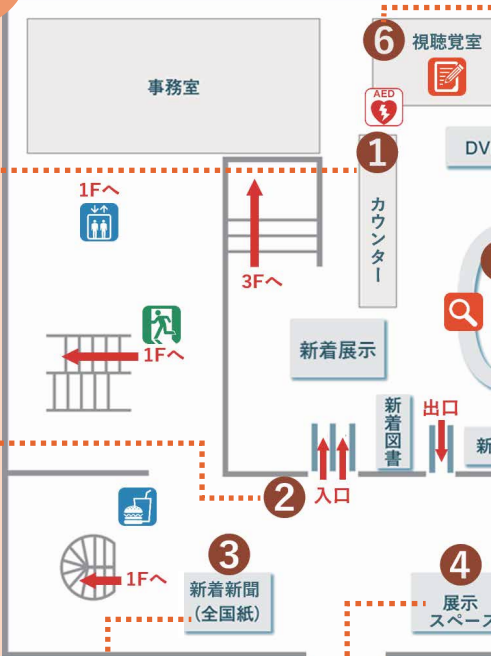 6
視聴覚室
事務室
AED
1
DV
1Fへ
カウンター
3Fへ
1Fへ
新着展示
新着図書
出口
新
入口
2
1Fへ
3
新着新聞
（全国紙）
4
展示
スペース